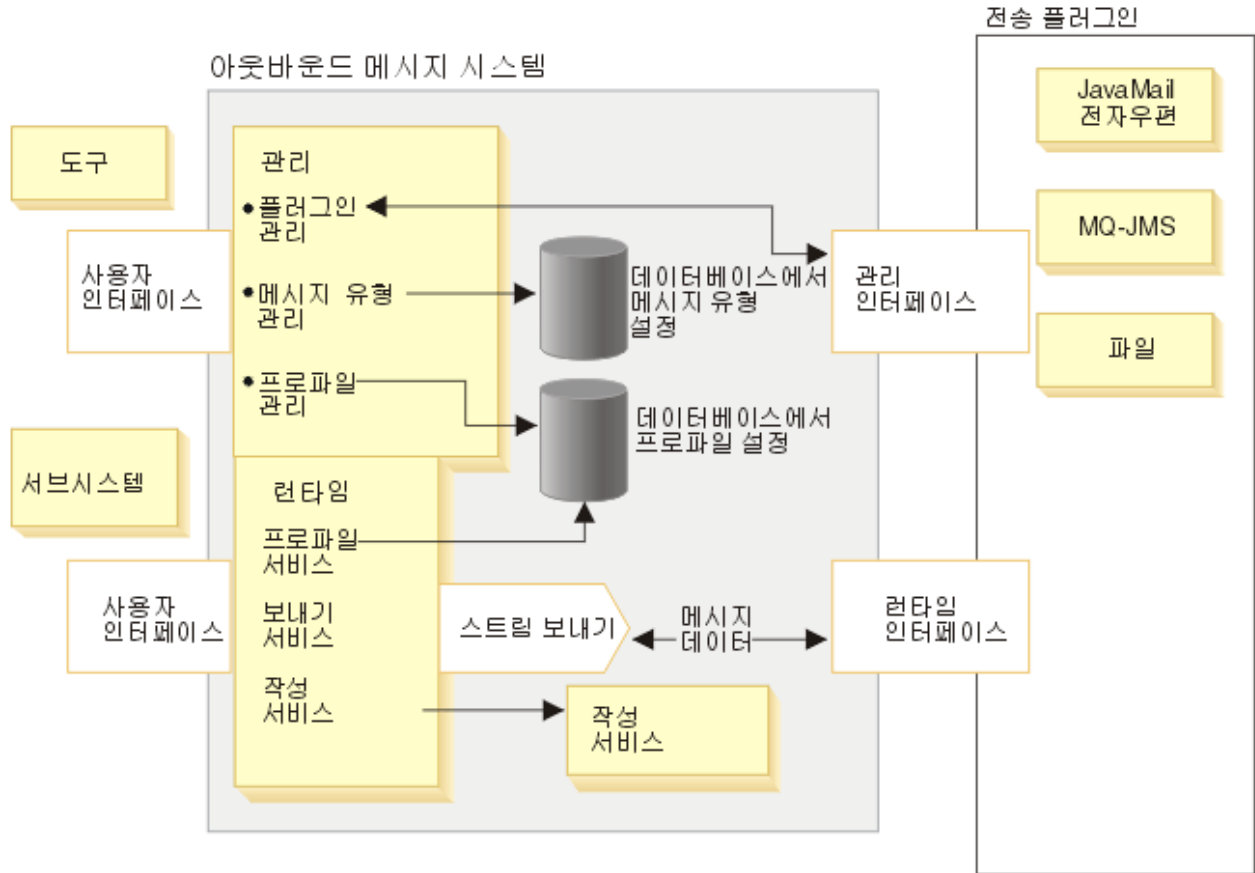 전송 플러그인
아웃바운드 메시지 시스템
JavaMail
전자우편
도구
관리
• 플러그인
관리
MQ-JMS
사용자
인터페이스
• 메시지 유형
관리
데이터베이스에서
메시지 유형
설정
관리
인터페이스
파일
• 프로파일
관리
데이터베이스에서
프로파일 설정
서브시스템
런타임
프로파일
서비스
사용자
인터페이스
보내기
서비스
스트림 보내기
메시지
데이터
런타임
인터페이스
작성
서비스
작성
서비스